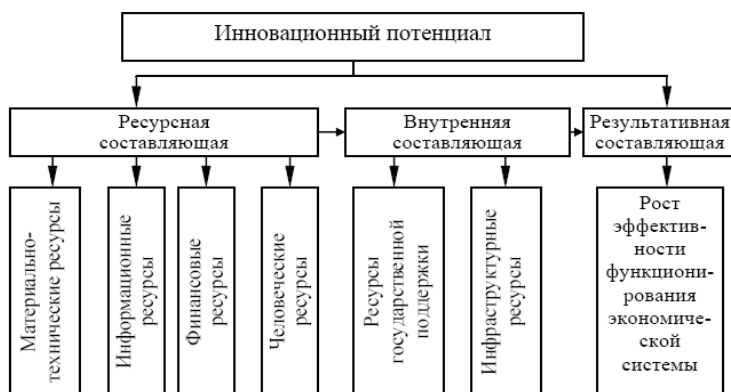 Инновационный потенциал
Ресурсная
составляющая
Внутренняя
составляющая
Результативная
составляющая
Материально-
технические ресурсы
Информационные
ресурсы
Финансовые
ресурсы
Человеческие
ресурсы
Ресурсы
государственной
поддержки
Инфраструктурные
ресурсы
Рост
эффектив-
ности
функциони-
рования
экономиче-
ской
системы